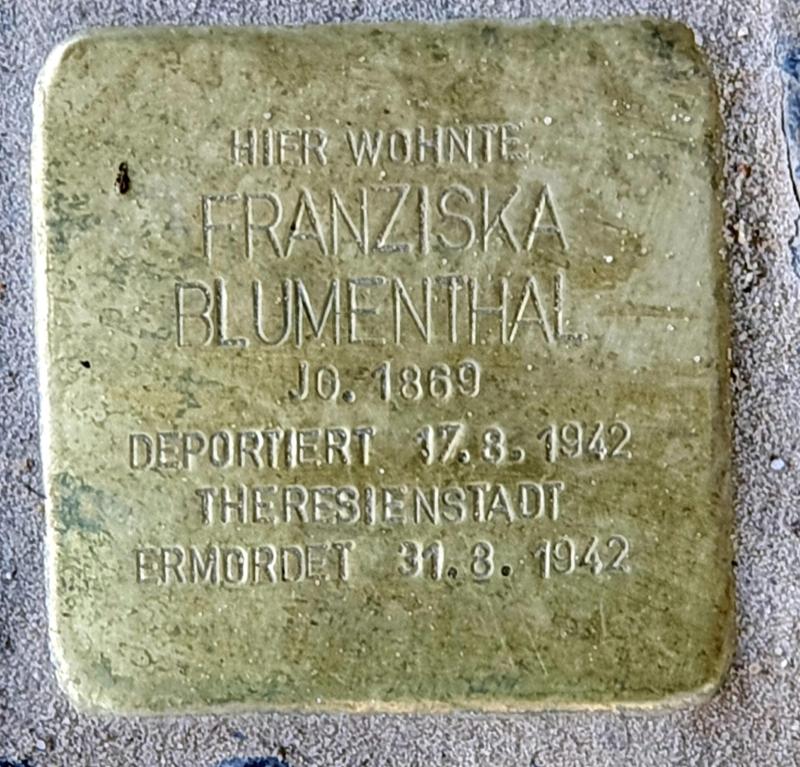 HIER WOHNTE
FRANZISKA
BLUMENTHAL
JG. 1869
DEPORTIERT 17.8.1942
THERESIENSTADT
ERMORDET 31.8.1942